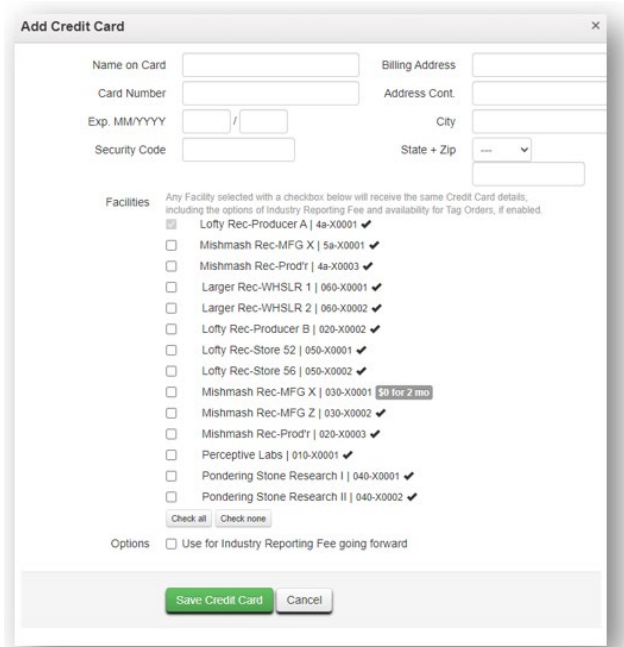 Add Credit Card ×
Name on Card Billing Address
Card Number Address Cont.
Exp. MM/YYYY / City
Security Code State + Zip ---
Facilities Any Facility selected with a checkbox below will receive the same Credit Card details,
including the options of Industry Reporting Fee and availability for Tag Orders, if enabled.
Lofty Rec-Producer A | 4a-X0001 ✔
Mishmash Rec-MFG X | 5a-X0001 ✔
Mishmash Rec-Prod'r | 4a-X0003 ✔
Larger Rec-WHSLR 1 | 060-X0001 ✔
Larger Rec-WHSLR 2 | 060-X0002 ✔
Lofty Rec-Producer B | 020-X0002 ✔
Lofty Rec-Store 52 | 050-X0001 ✔
Lofty Rec-Store 56 | 050-X0002 ✔
Mishmash Rec-MFG X | 030-X0001 $0 for 2 mo
Mishmash Rec-MFG Z | 030-X0002 ✔
Mishmash Rec-Prod'r | 020-X0003 ✔
Perceptive Labs | 010-X0001 ✔
Pondering Stone Research I | 040-X0001 ✔
Pondering Stone Research II | 040-X0002 ✔
Check all Check none
Options Use for Industry Reporting Fee going forward
Save Credit Card Cancel